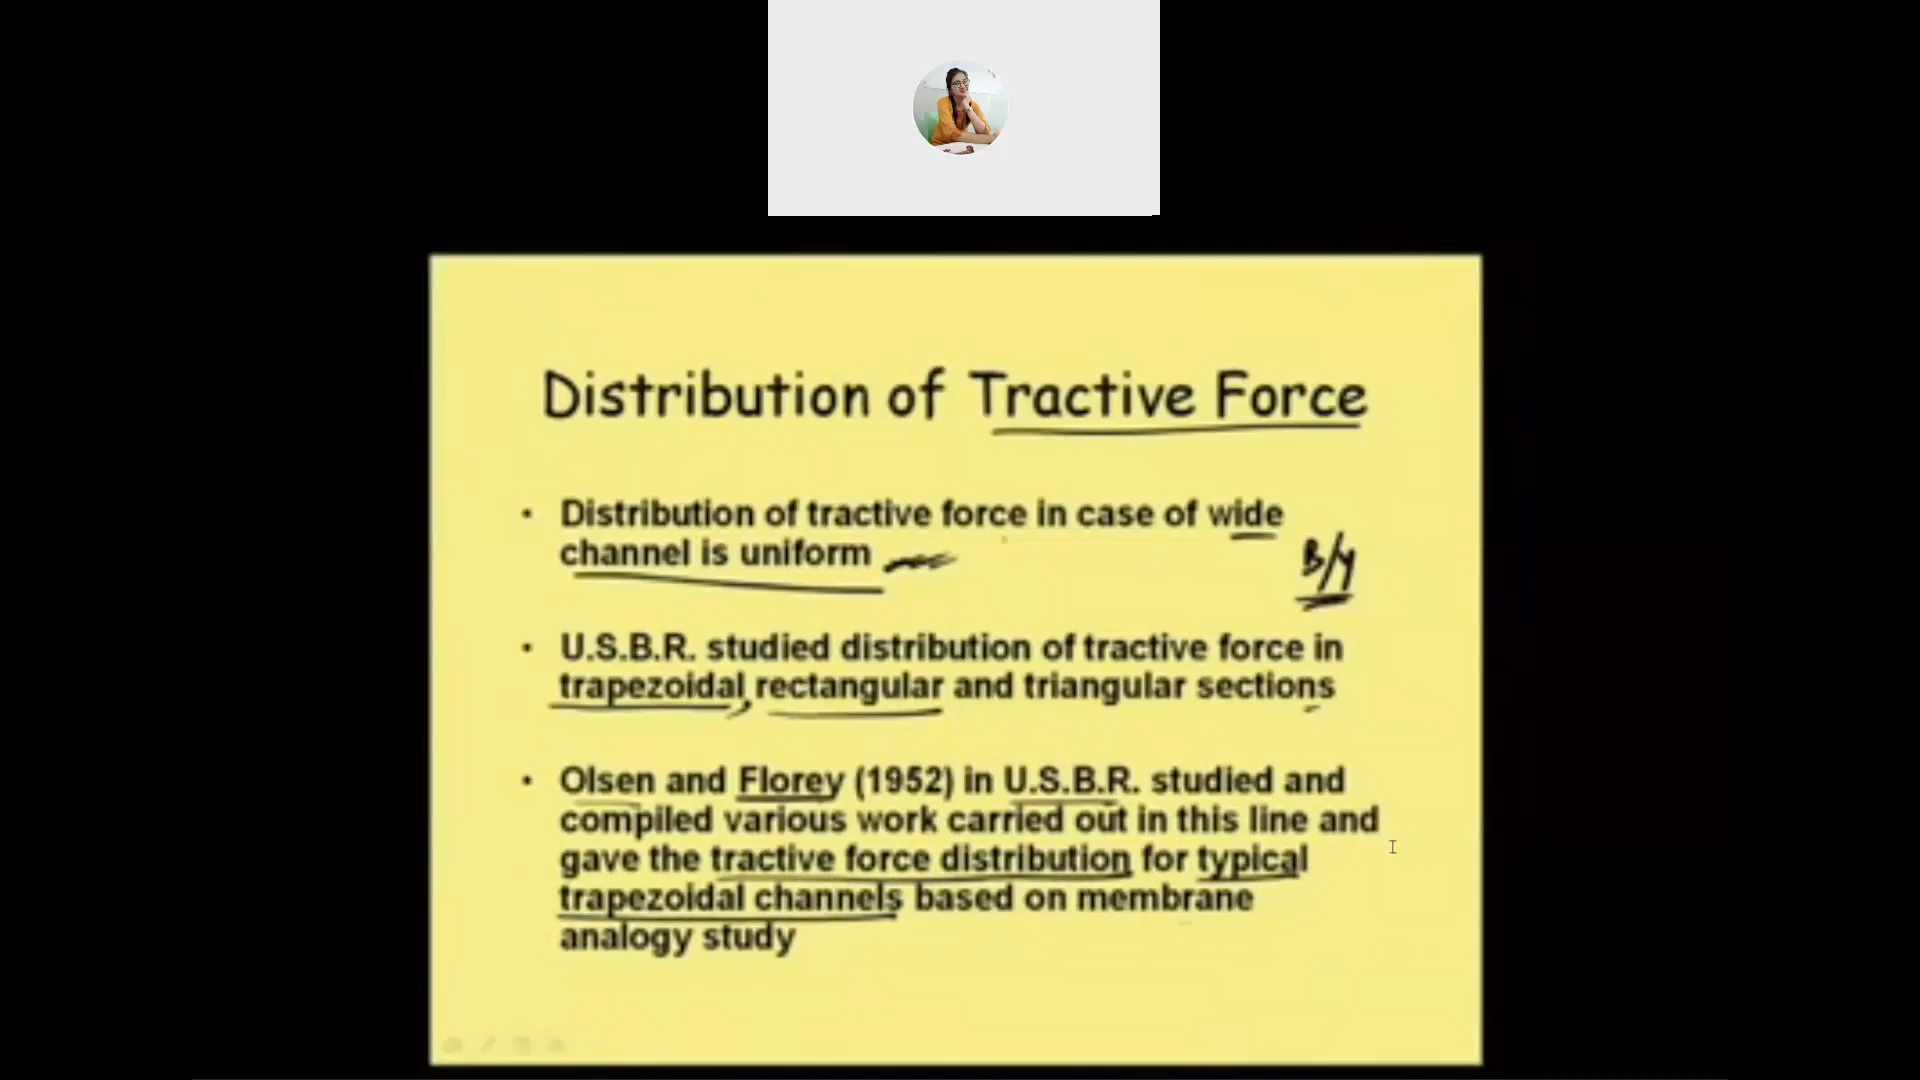 Distribution of Tractive Force
• Distribution of tractive force in case of wide
channel is uniform
B/y
• U.S.B.R. studied distribution of tractive force in
trapezoidal, rectangular and triangular sections
• Olsen and Florey (1952) in U.S.B.R. studied and
compiled various work carried out in this line and
gave the tractive force distribution for typical
trapezoidal channels based on membrane
analogy study